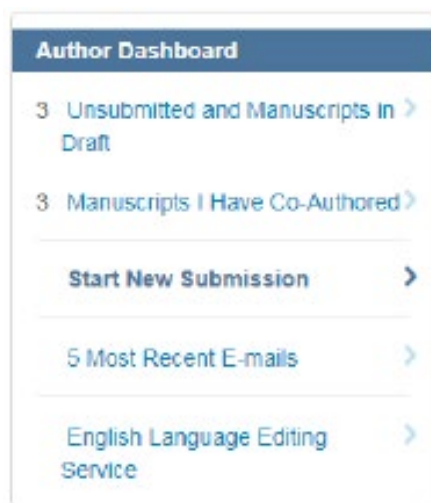 Author Dashboard
3 Unsubmitted and Manuscripts in
Draft
3 Manuscripts I Have Co-Authored
Start New Submission
5 Most Recent E-mails
English Language Editing
Service